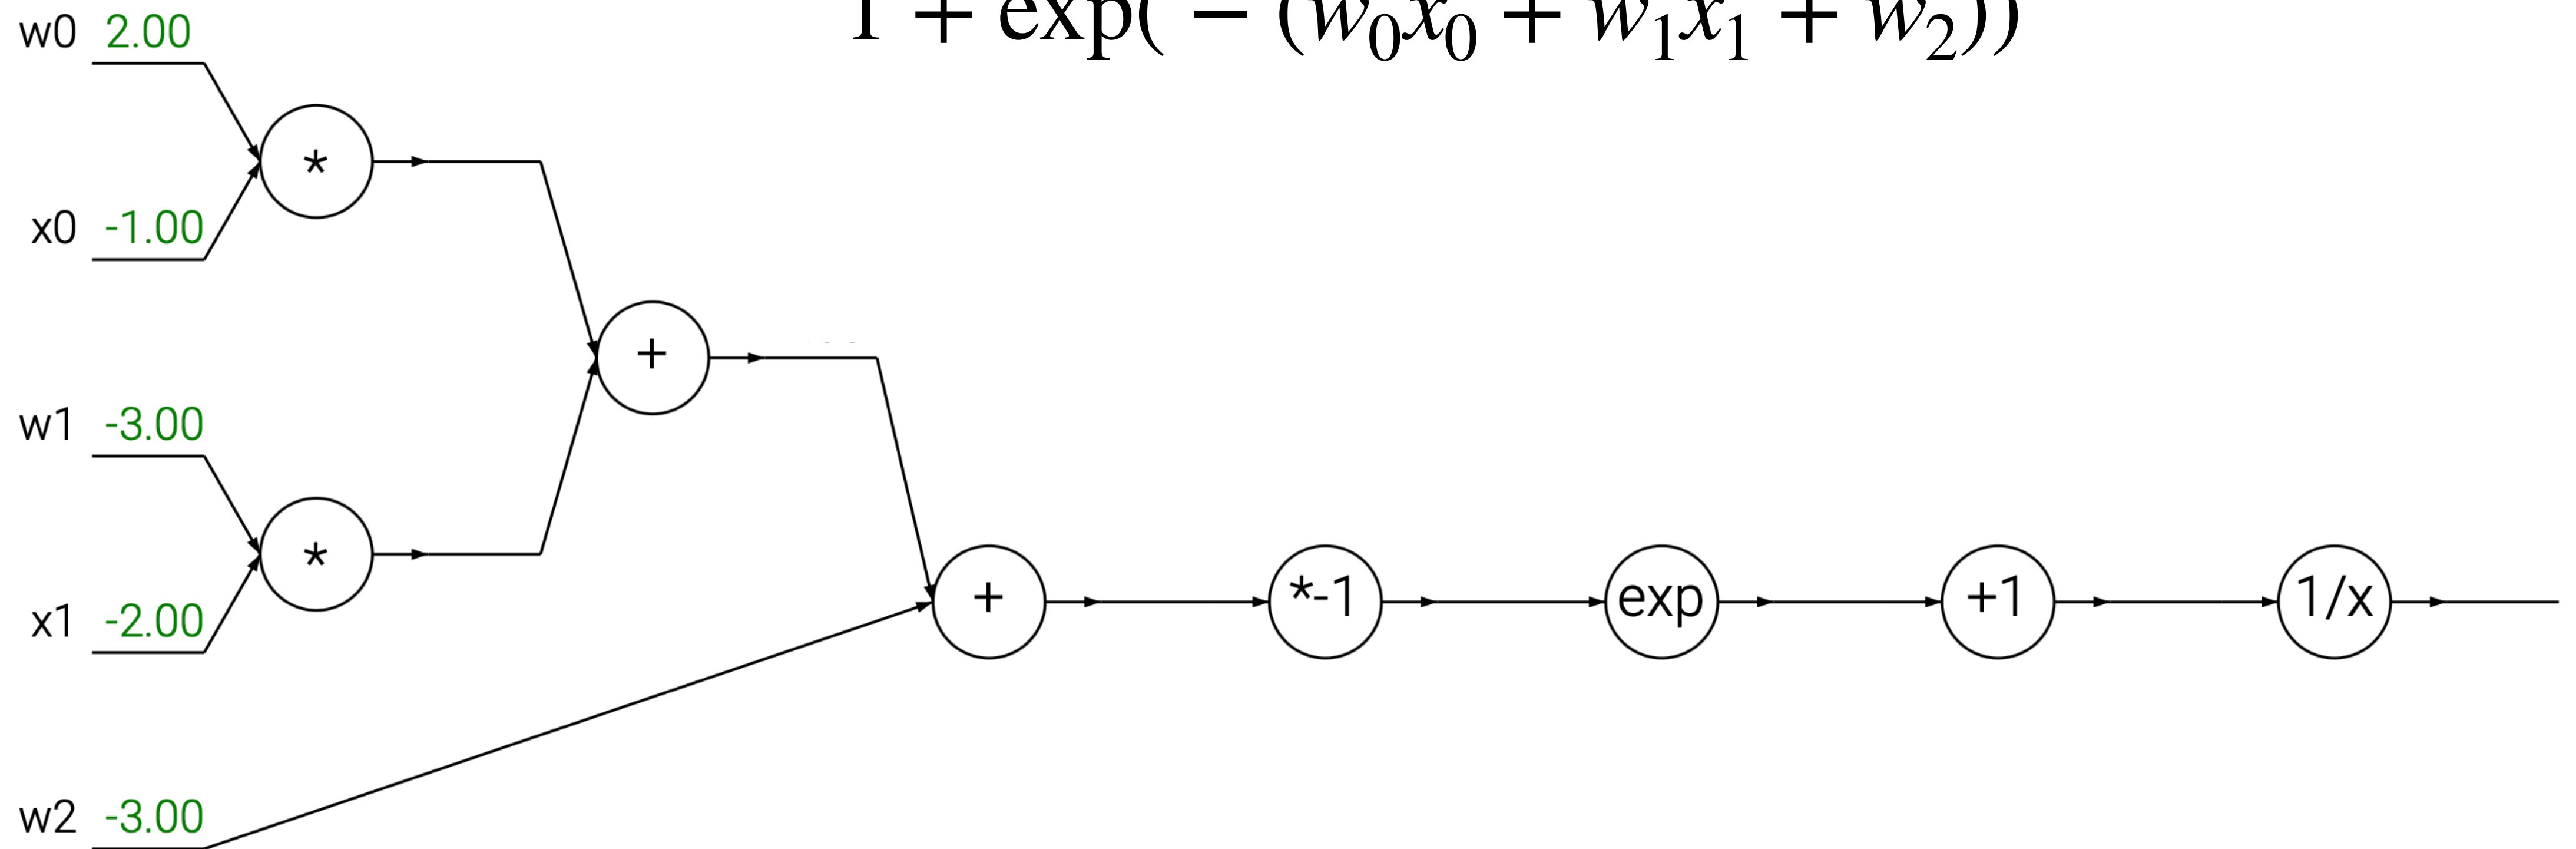 1 + exp( − (w₀x₀ + w₁x₁ + w₂))
w0 2.00
*
x0 -1.00
+
w1 -3.00
*
x1 -2.00
+ *-1 exp +1 1/x
w2 -3.00